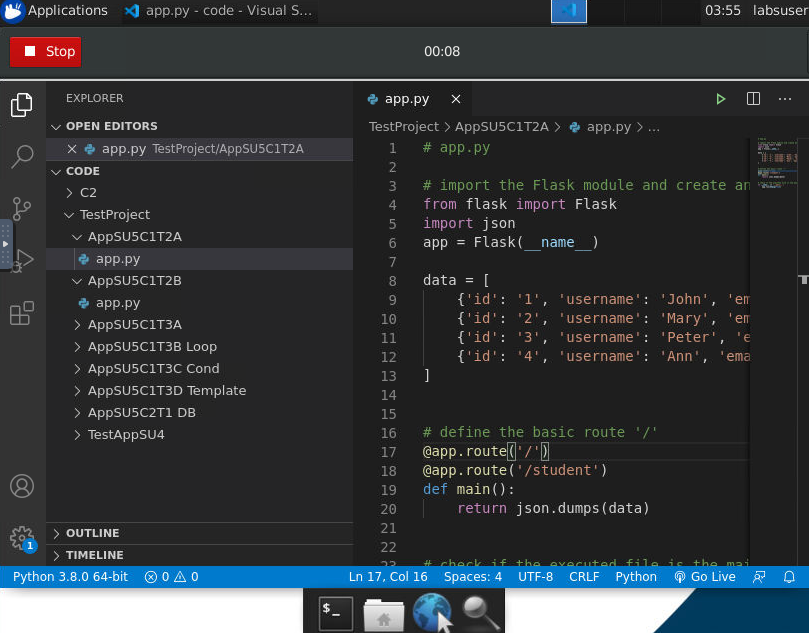 Applications
app.py - code - Visual S...
03:55
labsuser
Stop
00:08
EXPLORER
OPEN EDITORS
app.py TestProject/AppSU5C1T2A
CODE
C2
TestProject
AppSU5C1T2A
app.py
AppSU5C1T2B
app.py
AppSU5C1T3A
AppSU5C1T3B Loop
AppSU5C1T3C Cond
AppSU5C1T3D Template
AppSU5C2T1 DB
TestAppSU4
OUTLINE
TIMELINE
1
app.py
TestProject > AppSU5C1T2A > app.py > ...
1 # app.py
2
3 # import the Flask module and create an
4 from flask import Flask
5 import json
6 app = Flask(__name__)
7
8 data = [
9 {'id': '1', 'username': 'John', 'em
10 {'id': '2', 'username': 'Mary', 'em
11 {'id': '3', 'username': 'Peter', 'e
12 {'id': '4', 'username': 'Ann', 'ema
13 ]
14
15
16 # define the basic route '/'
17 @app.route('/')
18 @app.route('/student')
19 def main():
20 return json.dumps(data)
21
22
23 # check if the executed file is the mai
Python 3.8.0 64-bit
0
0
Ln 17, Col 16
Spaces: 4
UTF-8
CRLF
Python
Go Live
$_